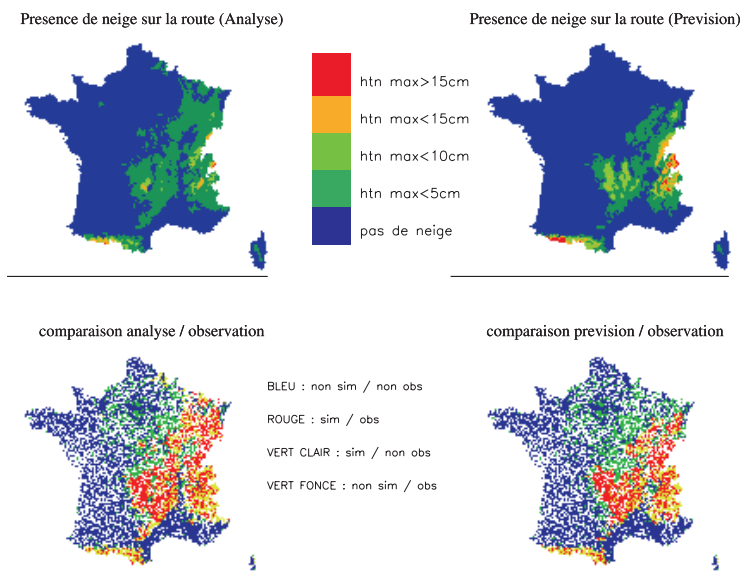 Presence de neige sur la route (Analyse)
Presence de neige sur la route (Prevision)
htn max>15cm
htn max<15cm
htn max<10cm
htn max<5cm
pas de neige
comparaison analyse / observation
comparaison prevision / observation
BLEU : non sim / non obs
ROUGE : sim / obs
VERT CLAIR : sim / non obs
VERT FONCE : non sim / obs